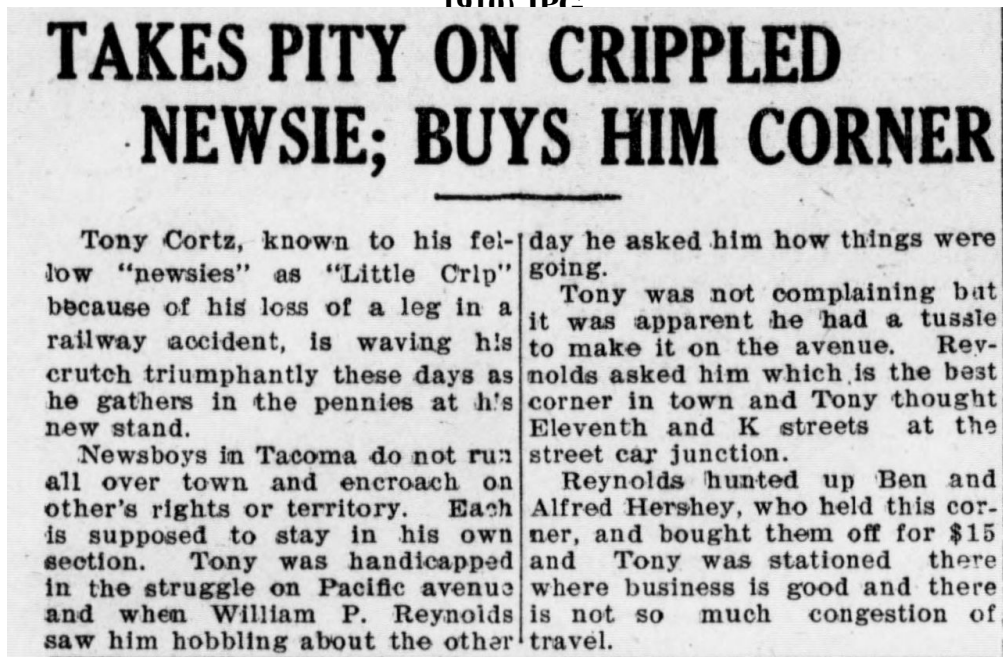 TAKES PITY ON CRIPPLED
NEWSIE; BUYS HIM CORNER
Tony Cortz, known to his fel-
low "newsies" as "Little Crip"
because of his loss of a leg in a
railway accident, is waving his
crutch triumphantly these days as
he gathers in the pennies at h's
new stand.
Newsboys in Tacoma do not run
all over town and encroach on
other's rights or territory. Each
is supposed to stay in his own
section. Tony was handicapped
in the struggle on Pacific avenue
and when William P. Reynolds
saw him hobbling about the other
day he asked him how things were
going.
Tony was not complaining but
it was apparent he had a tussle
to make it on the avenue. Rey-
nolds asked him which is the best
corner in town and Tony thought
Eleventh and K streets at the
street car junction.
Reynolds hunted up Ben and
Alfred Hershey, who held this cor-
ner, and bought them off for $15
and Tony was stationed there
where business is good and there
is not so much congestion of
travel.